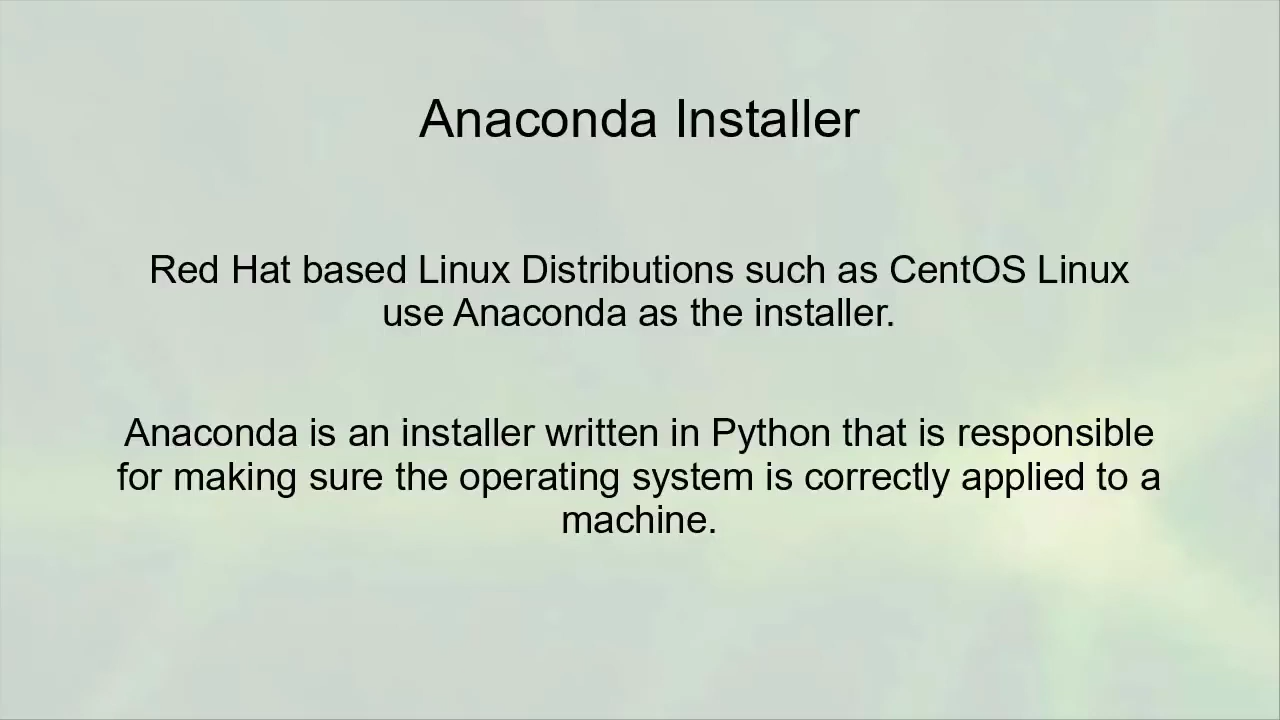 Anaconda Installer
Red Hat based Linux Distributions such as CentOS Linux
use Anaconda as the installer.
Anaconda is an installer written in Python that is responsible
for making sure the operating system is correctly applied to a
machine.